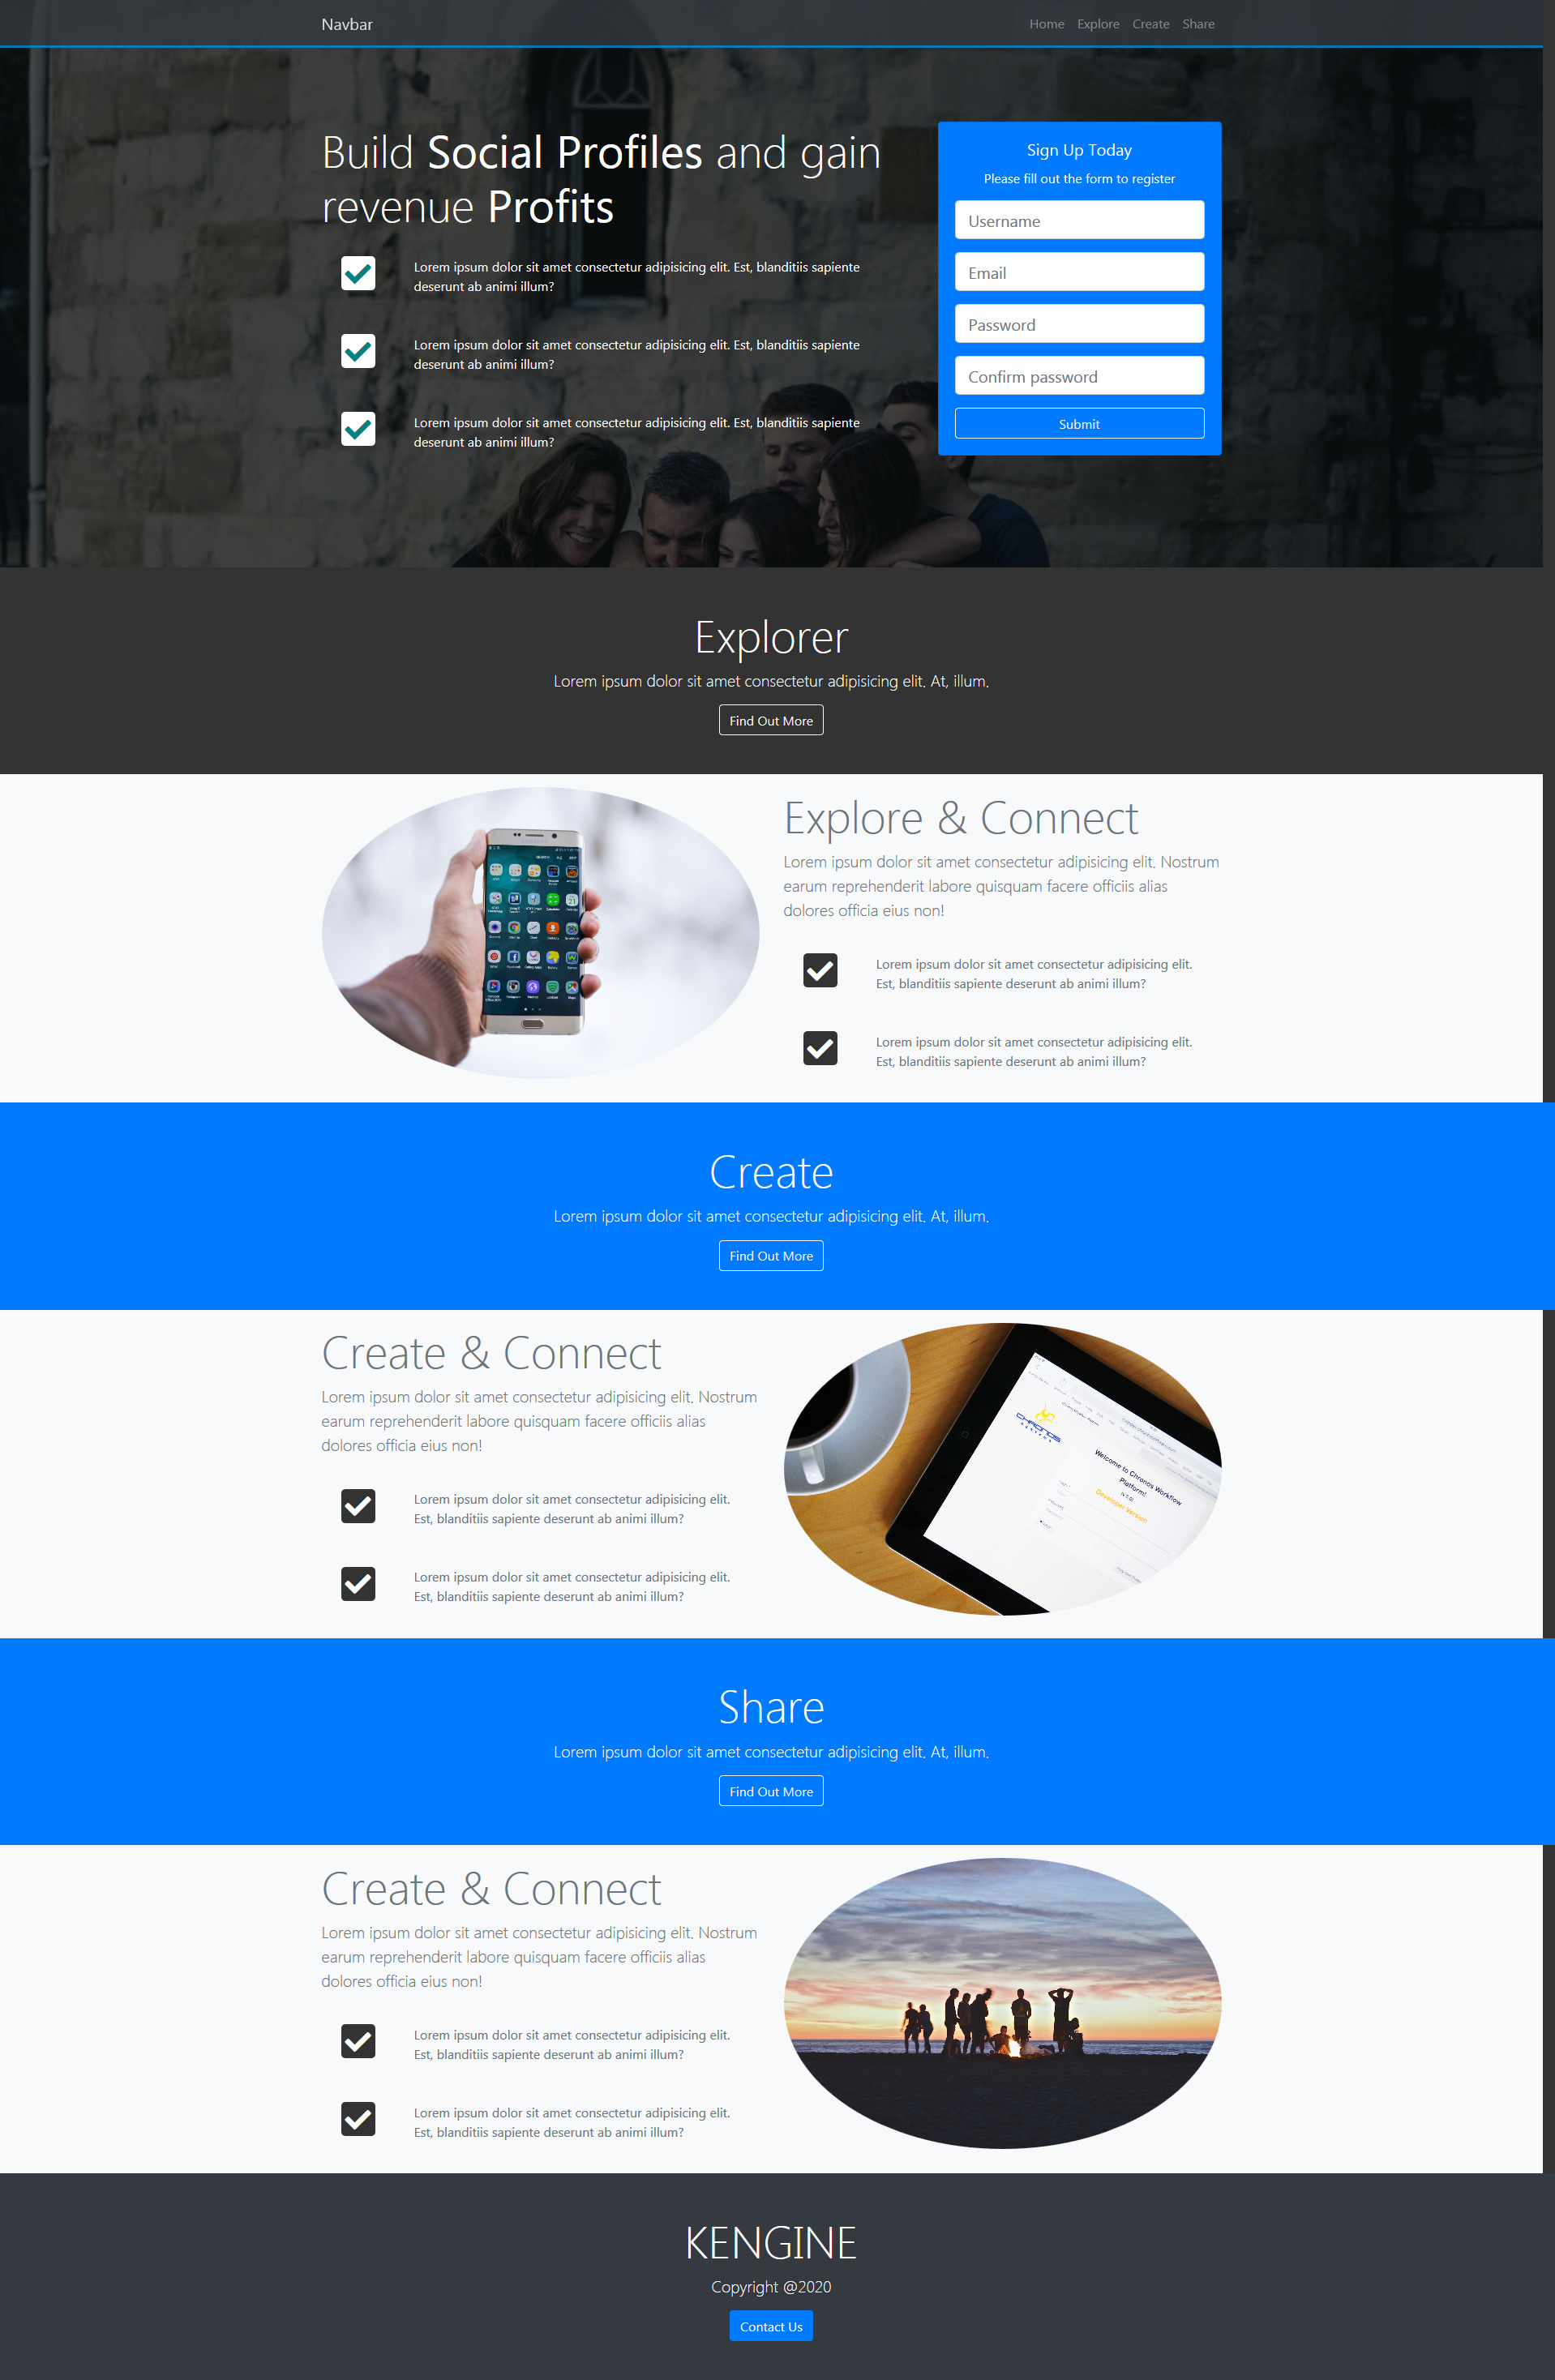 Navbar
Home Explore Create Share
Build Social Profiles and gain
revenue Profits
Lorem ipsum dolor sit amet consectetur adipisicing elit. Est, blanditiis sapiente
deserunt ab animi illum?
Lorem ipsum dolor sit amet consectetur adipisicing elit. Est, blanditiis sapiente
deserunt ab animi illum?
Lorem ipsum dolor sit amet consectetur adipisicing elit. Est, blanditiis sapiente
deserunt ab animi illum?
Sign Up Today
Please fill out the form to register
Username
Email
Password
Confirm password
Submit
Explorer
Lorem ipsum dolor sit amet consectetur adipisicing elit. At, illum.
Find Out More
Explore & Connect
Lorem ipsum dolor sit amet consectetur adipisicing elit. Nostrum
earum reprehenderit labore quisquam facere officiis alias
dolores officia eius non!
Lorem ipsum dolor sit amet consectetur adipisicing elit.
Est, blanditiis sapiente deserunt ab animi illum?
Lorem ipsum dolor sit amet consectetur adipisicing elit.
Est, blanditiis sapiente deserunt ab animi illum?
Create
Lorem ipsum dolor sit amet consectetur adipisicing elit. At, illum.
Find Out More
Create & Connect
Lorem ipsum dolor sit amet consectetur adipisicing elit. Nostrum
earum reprehenderit labore quisquam facere officiis alias
dolores officia eius non!
Lorem ipsum dolor sit amet consectetur adipisicing elit.
Est, blanditiis sapiente deserunt ab animi illum?
Lorem ipsum dolor sit amet consectetur adipisicing elit.
Est, blanditiis sapiente deserunt ab animi illum?
CHRONOS
Welcome to Chronos Workflow
Platform!
Developer Version
Share
Lorem ipsum dolor sit amet consectetur adipisicing elit. At, illum.
Find Out More
Create & Connect
Lorem ipsum dolor sit amet consectetur adipisicing elit. Nostrum
earum reprehenderit labore quisquam facere officiis alias
dolores officia eius non!
Lorem ipsum dolor sit amet consectetur adipisicing elit.
Est, blanditiis sapiente deserunt ab animi illum?
Lorem ipsum dolor sit amet consectetur adipisicing elit.
Est, blanditiis sapiente deserunt ab animi illum?
KENGINE
Copyright @2020
Contact Us